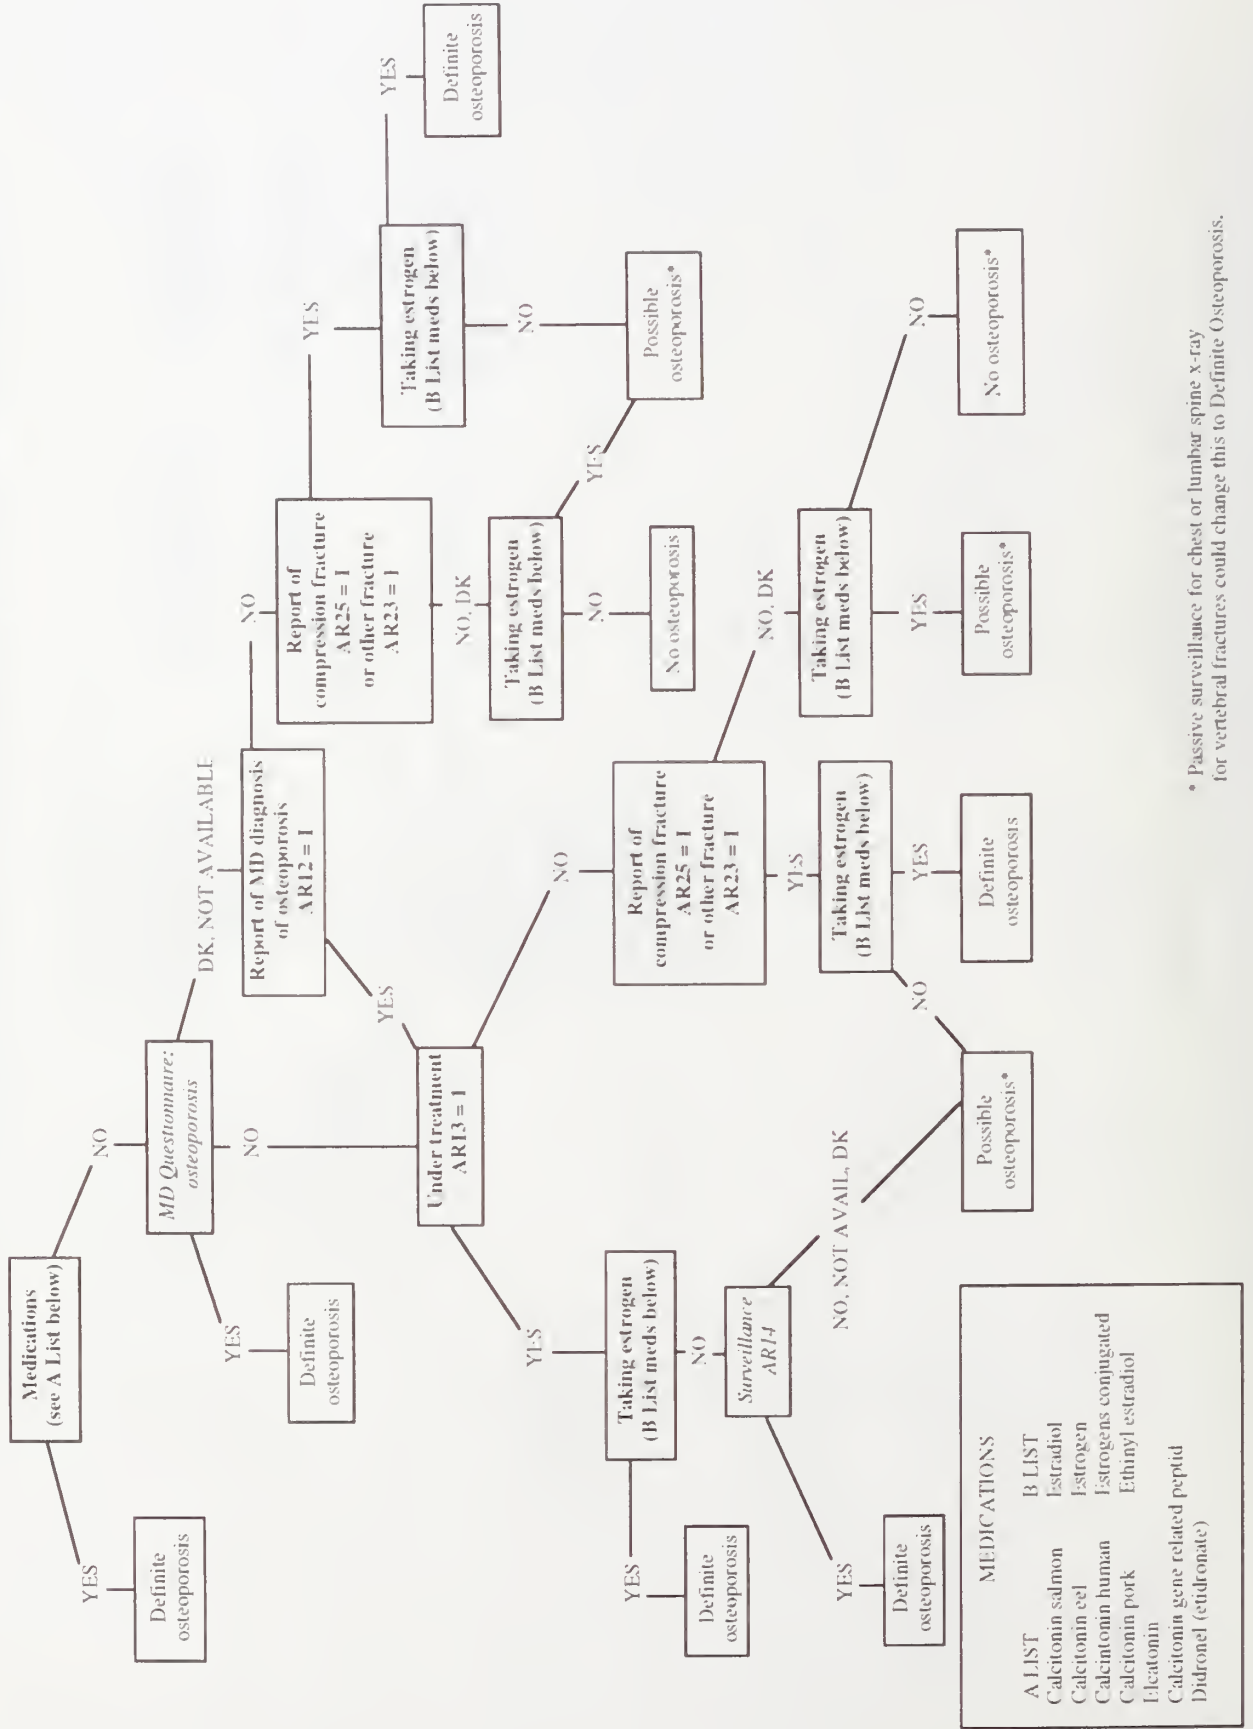 Medications
(see A List below)
YES
NO
Definite
osteoporosis
MD Questionnaire:
osteoporosis
YES
NO
DK, NOT AVAILABLE
Definite
osteoporosis
Report of MD diagnosis
of osteoporosis
AR12 = 1
YES
NO
Under treatment
AR13 = 1
YES
NO
Report of
compression fracture
AR25 = 1
or other fracture
AR23 = 1
YES
NO, DK
Taking estrogen
(B List meds below)
YES
NO
Definite
osteoporosis
Taking estrogen
(B List meds below)
YES
NO
Possible
osteoporosis*
No osteoporosis
Taking estrogen
(B List meds below)
YES
NO
Definite
osteoporosis
Surveillance
AR14
YES
NO, NOT AVAIL, DK
Definite
osteoporosis
Report of
compression fracture
AR25 = 1
or other fracture
AR23 = 1
YES
NO, DK
Taking estrogen
(B List meds below)
NO
YES
Possible
osteoporosis*
Definite
osteoporosis
Taking estrogen
(B List meds below)
YES
NO
Possible
osteoporosis*
No osteoporosis*
MEDICATIONS
A LIST B LIST
Calcitonin salmon Estradiol
Calcitonin eel Estrogen
Calcintonin human Estrogens conjugated
Calcitonin pork Ethinyl estradiol
Elcatonin
Calcitonin gene related peptid
Didronel (etidronate)
* Passive surveillance for chest or lumbar spine x-ray
for vertebral fractures could change this to Definite Osteoporosis.